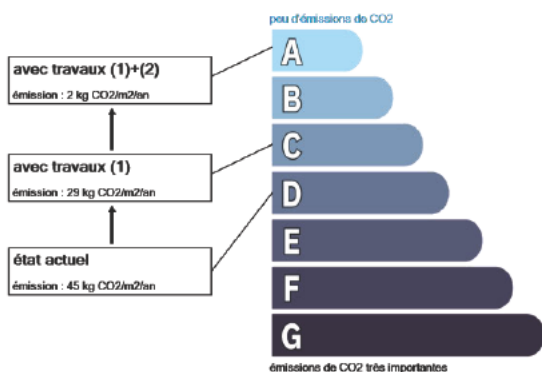 peu d'émissions de CO2
A
avec travaux (1)+(2)
émission : 2 kg CO2/m2/an
B
C
avec travaux (1)
émission : 29 kg CO2/m2/an
D
E
état actuel
émission : 45 kg CO2/m2/an
F
G
émissions de CO2 très importantes